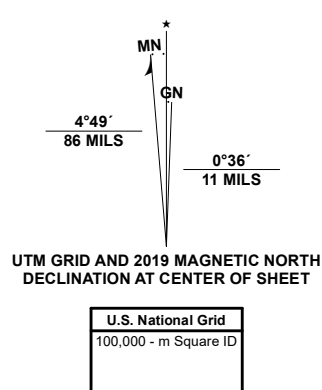 ★
MN
GN
4°49´
86 MILS
0°36´
11 MILS
UTM GRID AND 2019 MAGNETIC NORTH
DECLINATION AT CENTER OF SHEET
U.S. National Grid
100,000 - m Square ID